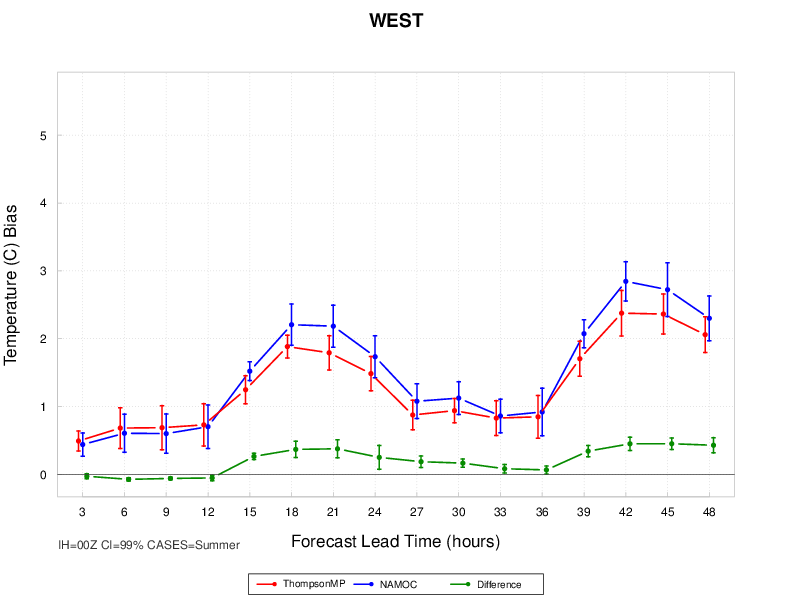 WEST
Temperature (C) Bias
5
4
3
2
1
0
3 6 9 12 15 18 21 24 27 30 33 36 39 42 45 48
Forecast Lead Time (hours)
IH=00Z CI=99% CASES=Summer
ThompsonMP NAMOC Difference